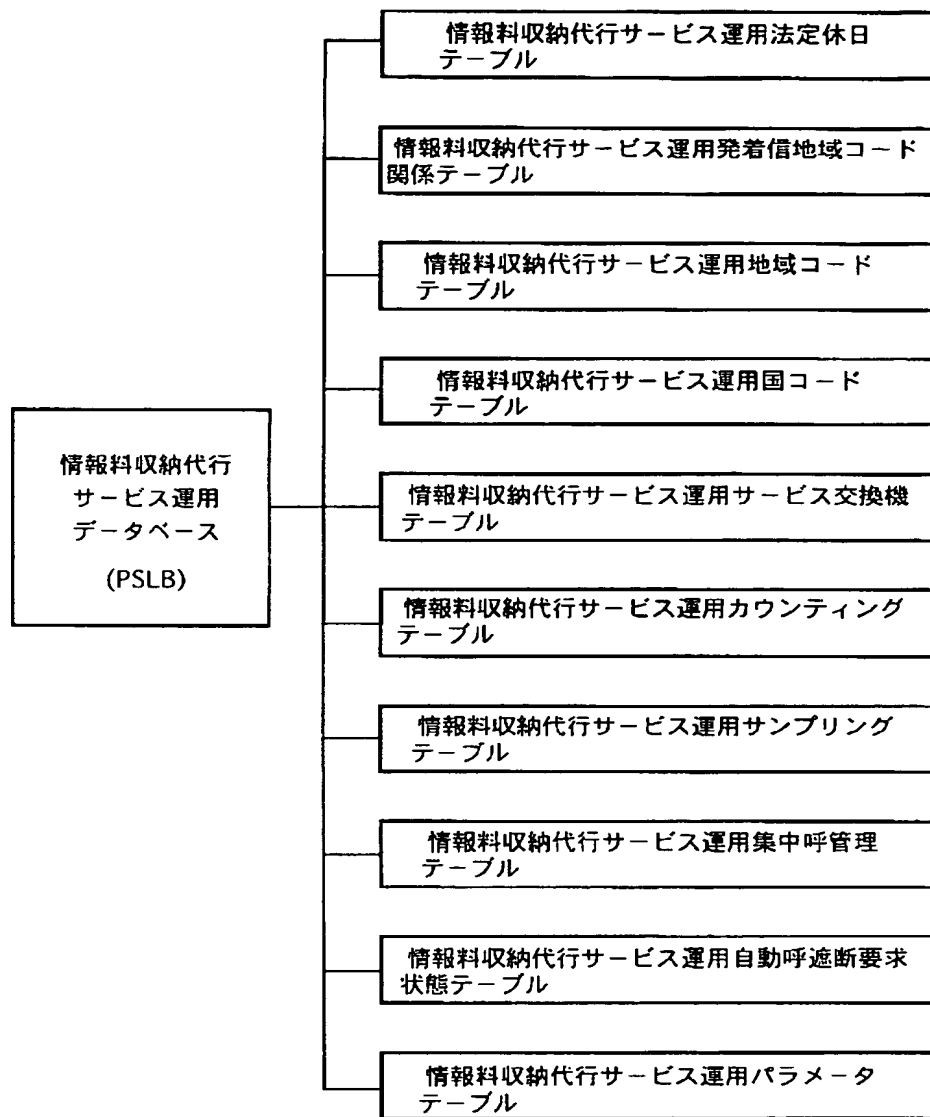 情報料収納代行サービス運用法定休日
テーブル
情報料収納代行サービス運用発着信地域コード
関係テーブル
情報料収納代行サービス運用地域コード
テーブル
情報料収納代行サービス運用国コード
テーブル
情報料収納代行
サービス運用
データベース
(PSLB)
情報料収納代行サービス運用サービス交換機
テーブル
情報料収納代行サービス運用カウンティング
テーブル
情報料収納代行サービス運用サンプリング
テーブル
情報料収納代行サービス運用集中呼管理
テーブル
情報料収納代行サービス運用自動呼遮断要求
状態テーブル
情報料収納代行サービス運用パラメータ
テーブル